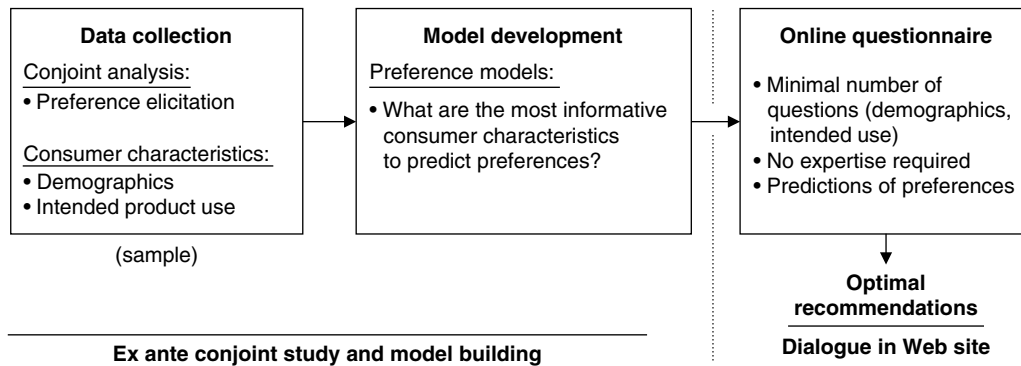 Data collection
Conjoint analysis:
• Preference elicitation
Consumer characteristics:
• Demographics
• Intended product use
(sample)
Model development
Preference models:
• What are the most informative
consumer characteristics
to predict preferences?
Online questionnaire
• Minimal number of
questions (demographics,
intended use)
• No expertise required
• Predictions of preferences
Optimal
recommendations
Ex ante conjoint study and model building
Dialogue in Web site